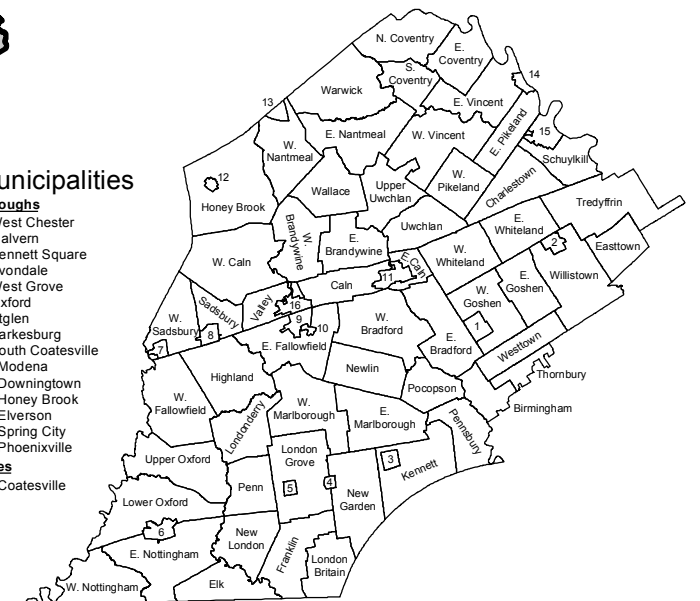 unicipalities
roughs
est Chester
alvern
ennett Square
vondale
est Grove
xford
tglen
arkesburg
outh Coatesville
Modena
Downingtown
Honey Brook
Elverson
Spring City
Phoenixville
es
Coatesville
N. Coventry
E.
Coventry
S.
Coventry
14
Warwick
E. Vincent
13
E. Nantmeal
W. Vincent
E. Pikeland
15
W.
Nantmeal
Schuylkill
12
Honey Brook
Wallace
Upper
Uwchlan
W.
Pikeland
Charlestown
Tredyffrin
W.
Brandywine
E.
Brandywine
Uwchlan
E.
Whiteland
2
Easttown
W. Caln
E. Caln
W.
Whiteland
Willistown
Caln
11
W.
Goshen
E.
Goshen
Sadsbury
Valley
16
W.
Sadsbury
8
9
10
W.
Bradford
1
7
E. Fallowfield
E.
Bradford
Westtown
Highland
Newlin
Thornbury
W.
Fallowfield
Pocopson
Birmingham
Londonderry
W.
Marlborough
E.
Marlborough
Pennsbury
Upper Oxford
London
Grove
3
Kennett
Penn
5
4
Lower Oxford
New
Garden
6
E. Nottingham
New
London
Franklin
London
Britain
W. Nottingham
Elk